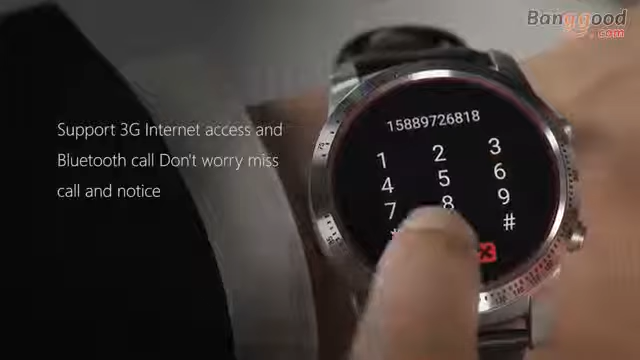 Banggood
.com
Support 3G Internet access and
Bluetooth call Don't worry miss
call and notice
15889726818
1 2 3
4 5 6
7 8 9
* #